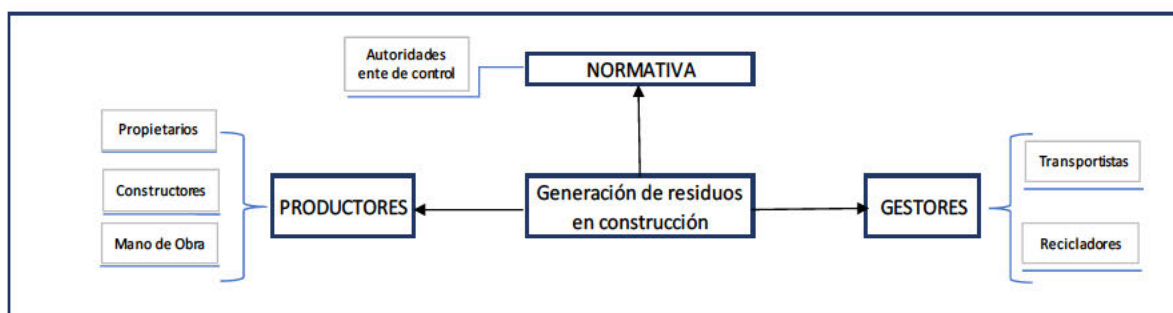 Autoridades
ente de control
NORMATIVA
Propietarios
Constructores
Mano de Obra
PRODUCTORES
Generación de residuos
en construcción
GESTORES
Transportistas
Recicladores